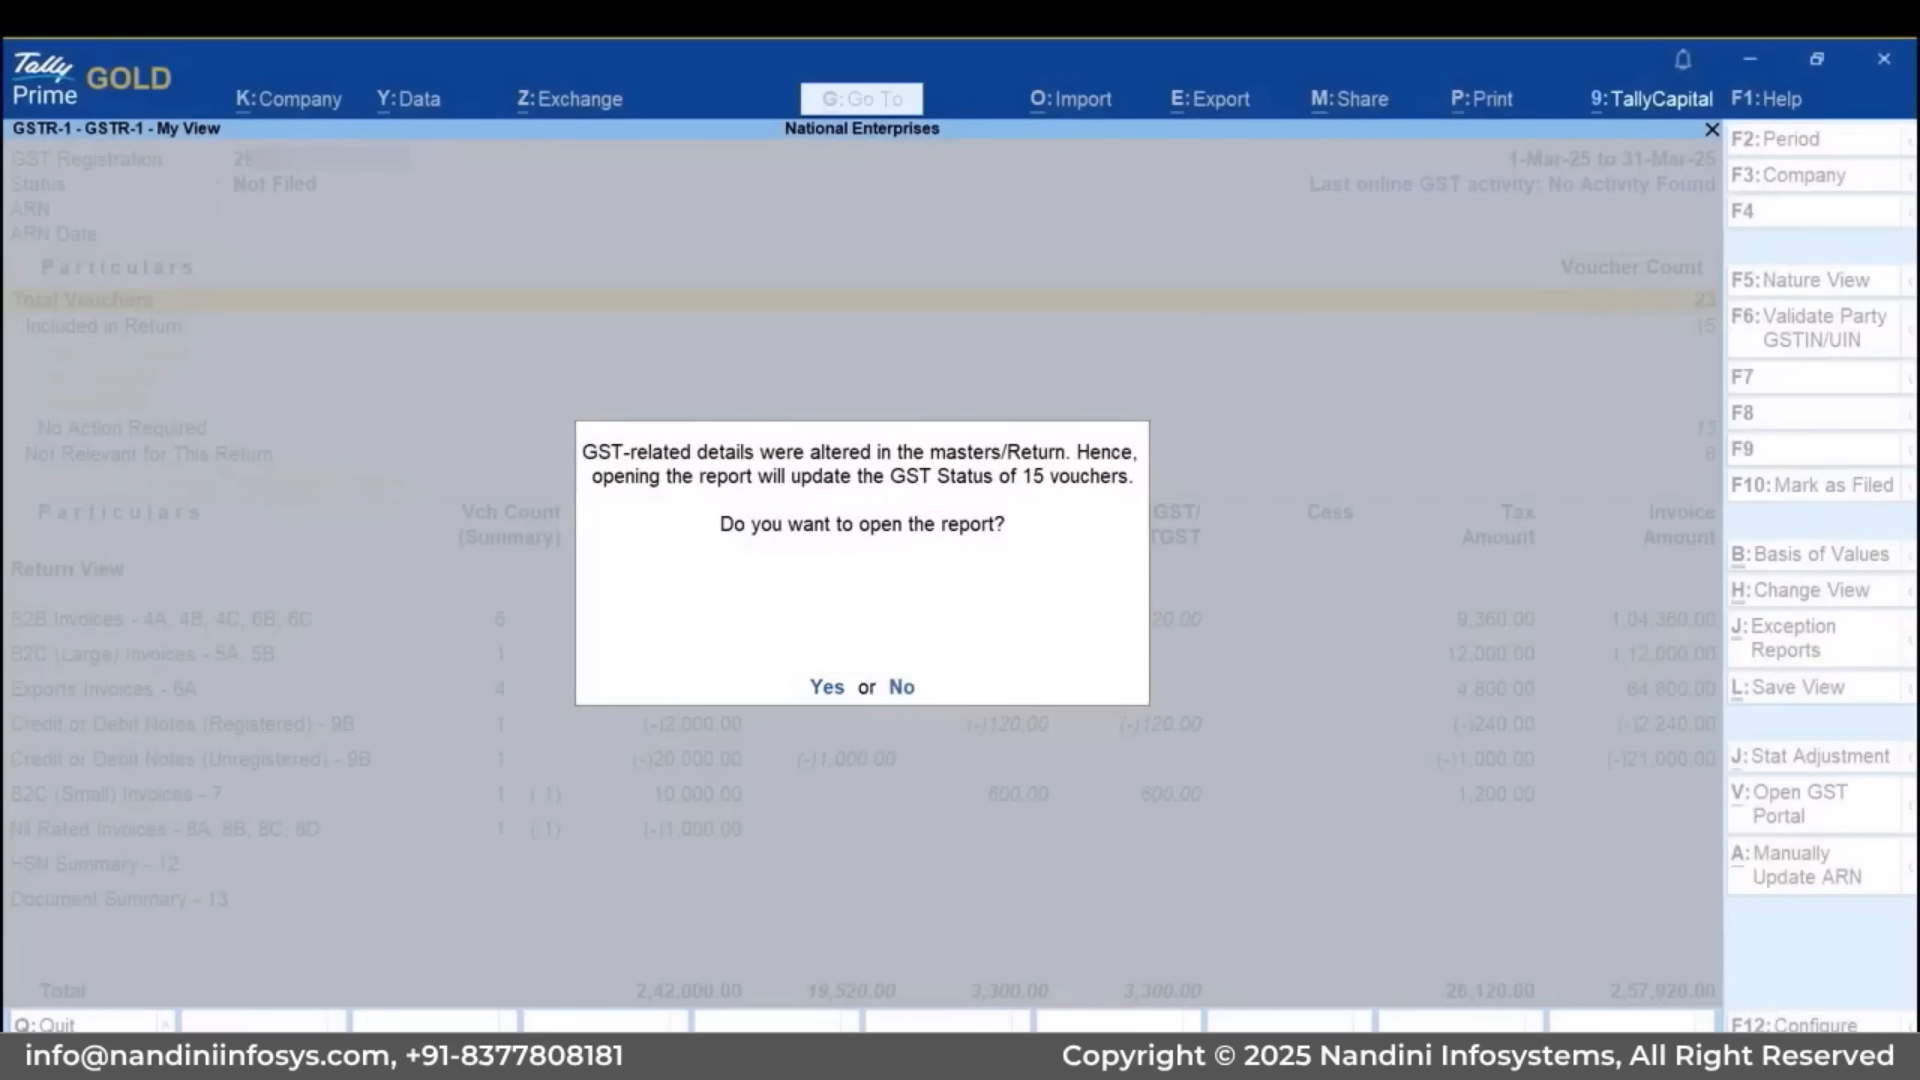 Tally
Prime GOLD
K:Company Y:Data Z:Exchange G:Go To O:Import E:Export M:Share P:Print 9:TallyCapital F1:Help
GSTR-1 - GSTR-1 - My View National Enterprises
GST Registration
1-Mar-25 to 31-Mar-25
Status : Not Filed Last online GST activity: No Activity Found
ARN :
ARN Date
Particulars Voucher Count
Total Vouchers 23
Included in Return 15
No Action Required 13
Not Relevant for This Return 8
GST-related details were altered in the masters/Return. Hence,
opening the report will update the GST Status of 15 vouchers.
Do you want to open the report?
Yes or No
Particulars Vch Count GST/ Cess Tax Invoice
(Summary) TGST Amount Amount
Return View
B2B Invoices - 4A, 4B, 4C, 6B, 6C 6 20.00 9,360.00 1,04,360.00
B2C (Large) Invoices - 5A, 5B 1 12,000.00 1,12,000.00
Exports Invoices - 6A 4 4,800.00 64,800.00
Credit or Debit Notes (Registered) - 9B 1 (-)2,000.00 (-)120.00 (-)120.00 (-)240.00 (-)2,240.00
Credit or Debit Notes (Unregistered) - 9B 1 (-)20,000.00 (-)1,000.00 (-)1,000.00 (-)21,000.00
B2C (Small) Invoices - 7 1 ( 1) 10,000.00 600.00 600.00 1,200.00
Nil Rated Invoices - 8A, 8B, 8C, 8D 1 ( 1) (-)1,000.00
HSN Summary - 12
Document Summary - 13
Total 2,42,000.00 19,520.00 3,300.00 3,300.00 26,120.00 2,57,920.00
Q:Quit
F2:Period
F3:Company
F4
F5:Nature View
F6:Validate Party
GSTIN/UIN
F7
F8
F9
F10:Mark as Filed
B:Basis of Values
H:Change View
J:Exception
Reports
L:Save View
J:Stat Adjustment
V:Open GST
Portal
A:Manually
Update ARN
F12:Configure
info@nandiniinfosys.com, +91-8377808181 Copyright © 2025 Nandini Infosystems, All Right Reserved